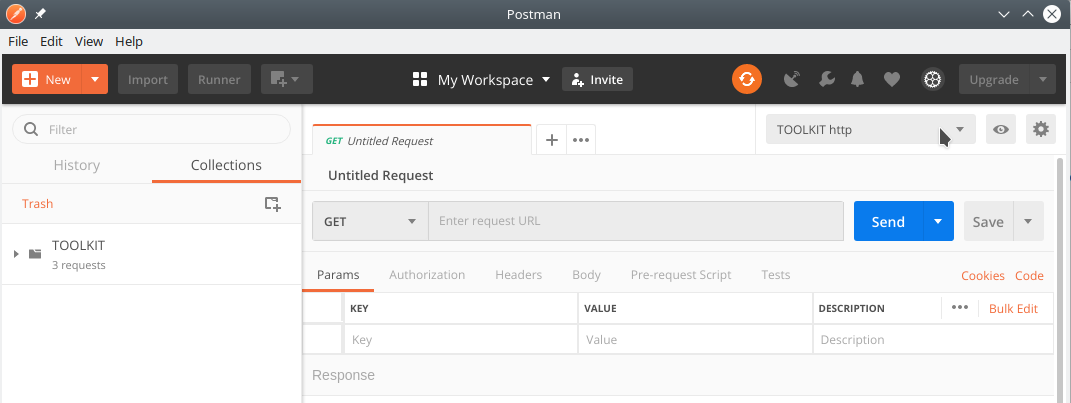 Postman
File Edit View Help
New Import Runner My Workspace Invite Upgrade
Filter
History Collections
Trash
TOOLKIT
3 requests
GET Untitled Request
TOOLKIT http
Untitled Request
GET Enter request URL Send Save
Params Authorization Headers Body Pre-request Script Tests Cookies Code
KEY VALUE DESCRIPTION Bulk Edit
Key Value Description
Response